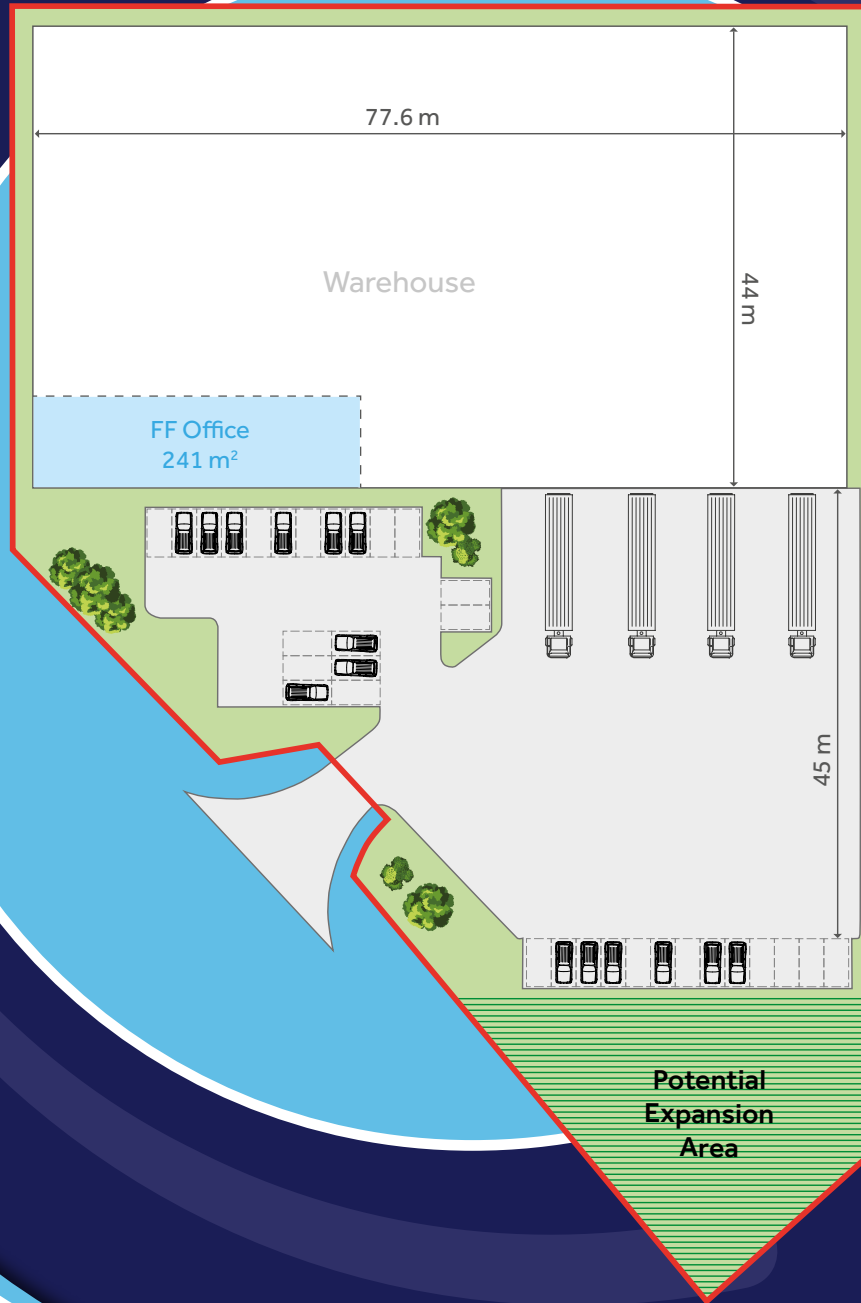 77.6 m
44 m
Warehouse
FF Office
241 m²
45 m
Potential
Expansion
Area